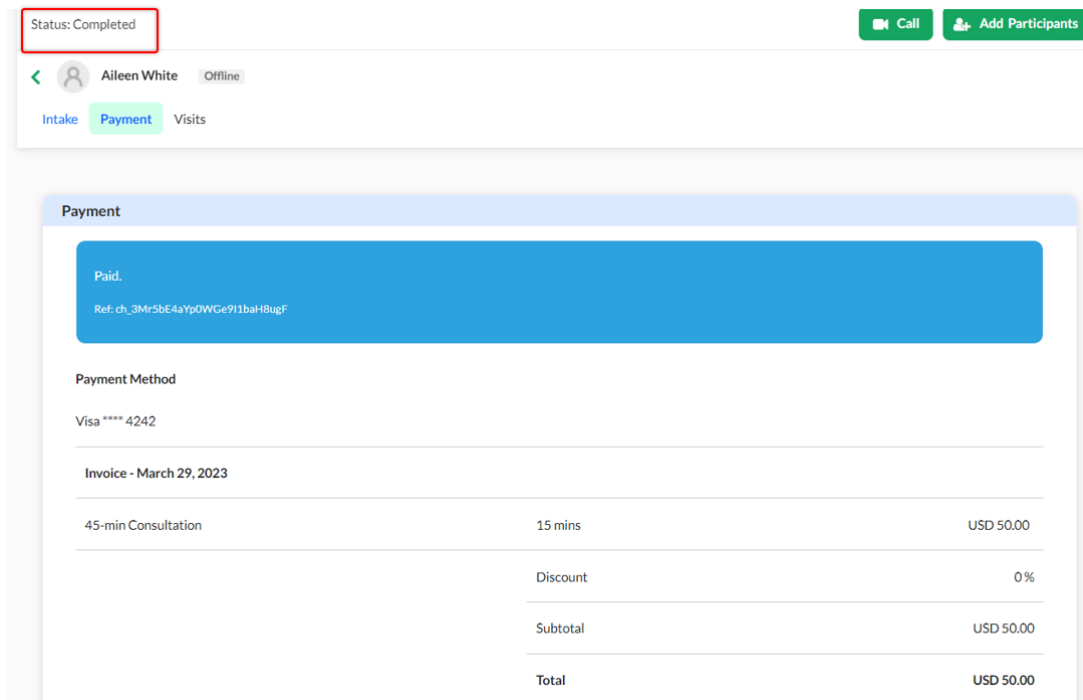 Status: Completed
Call
Add Participants
Aileen White Offline
Intake Payment Visits
Payment
Paid.
Ref: ch_3Mr5bE4aYp0WGe9I1baH8ugF
Payment Method
Visa **** 4242
Invoice - March 29, 2023
45-min Consultation 15 mins USD 50.00
Discount 0 %
Subtotal USD 50.00
Total USD 50.00